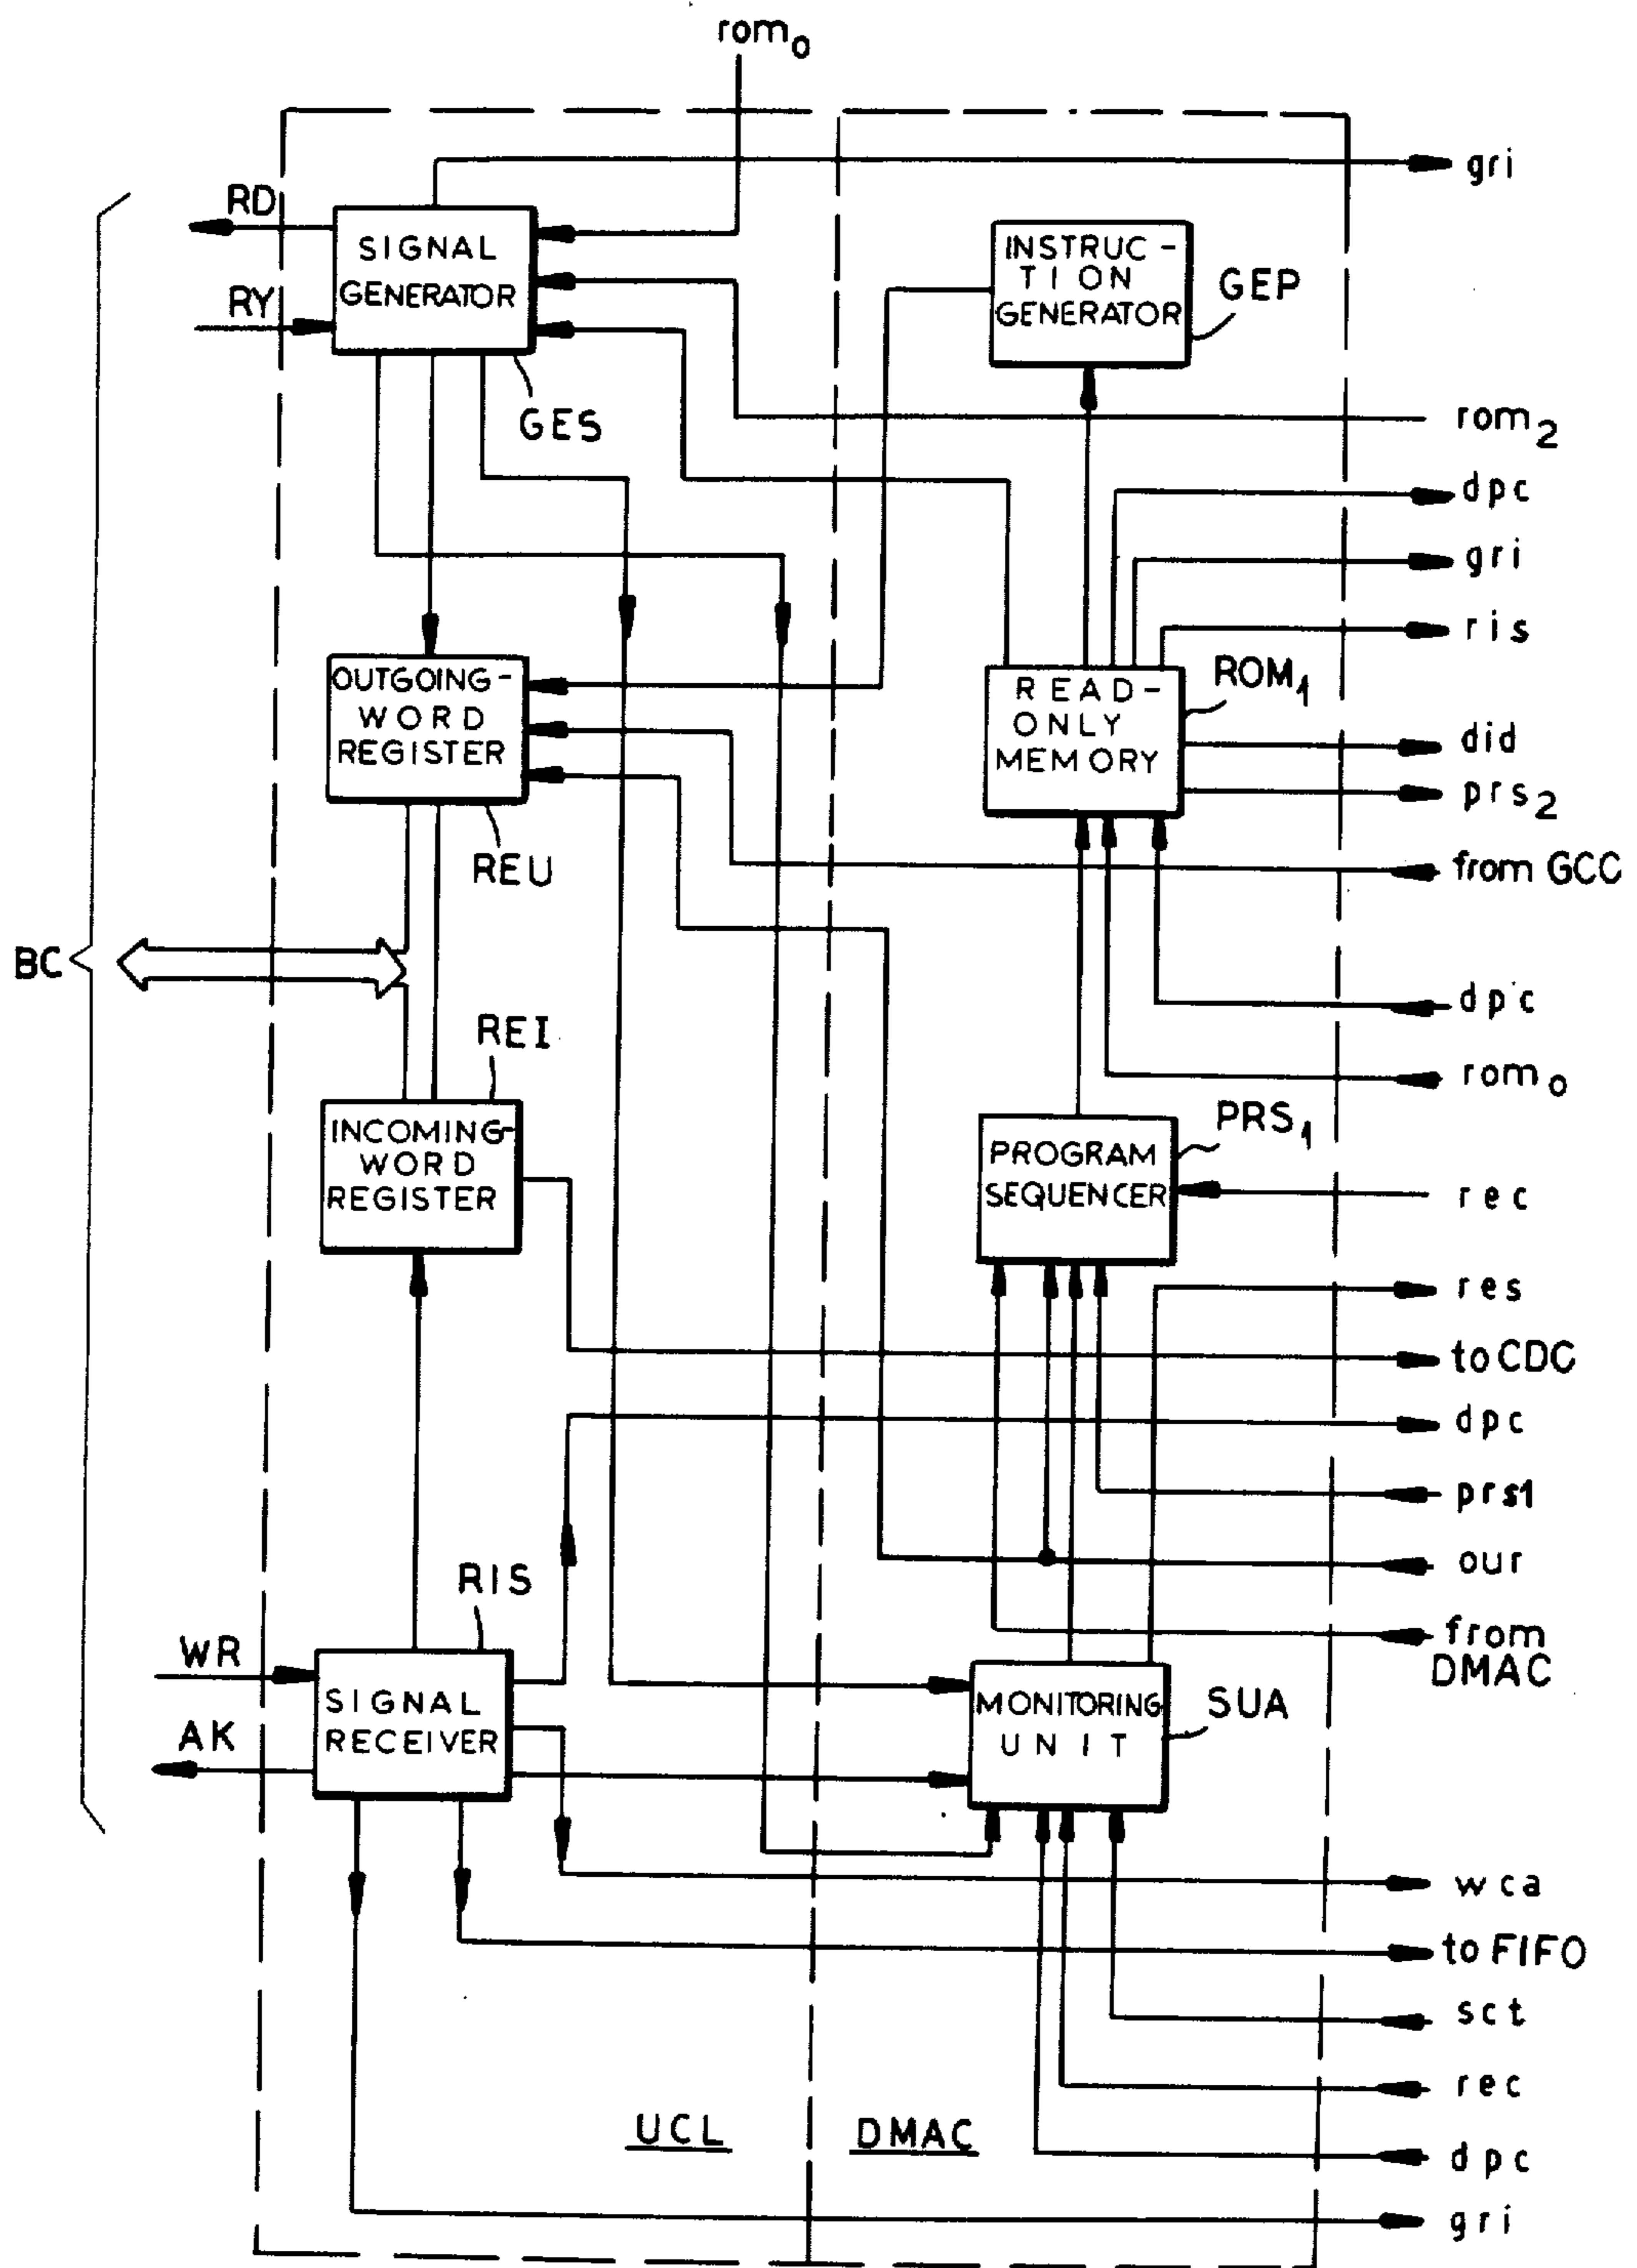 rom0
gri
RD
SIGNAL
GENERATOR
RY
GES
INSTRUC-
TION
GENERATOR
GEP
rom2
dpc
gri
ris
OUTGOING-
WORD
REGISTER
REU
READ-
ONLY
MEMORY
ROM1
did
prs2
from GCC
BC
dpc
rom0
REI
INCOMING-
WORD
REGISTER
PROGRAM
SEQUENCER
PRS1
rec
res
to CDC
dpc
prs1
our
from
DMAC
RIS
WR
AK
SIGNAL
RECEIVER
MONITORING
UNIT
SUA
wca
to FIFO
sct
rec
dpc
gri
UCL
DMAC